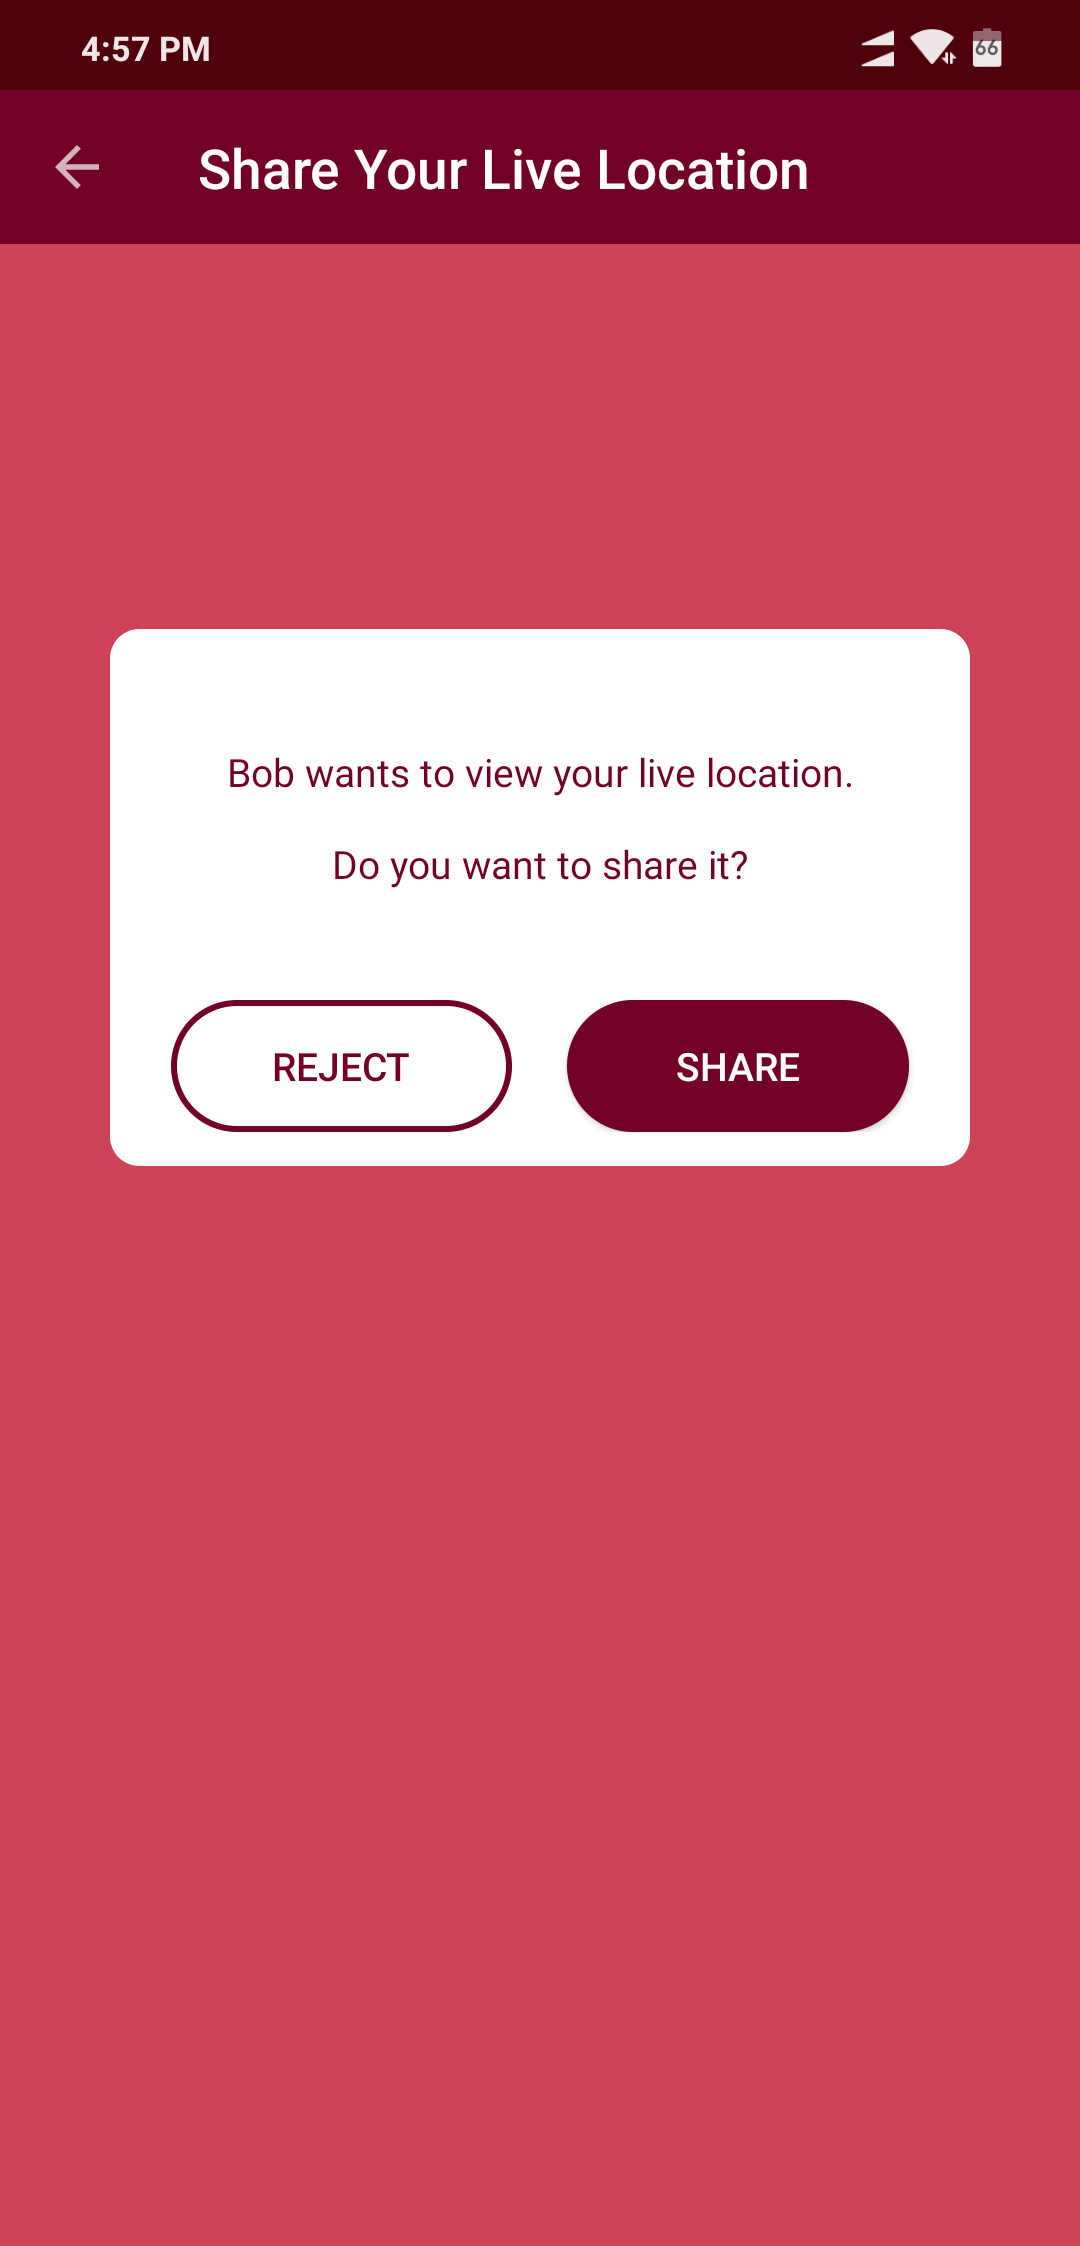 4:57 PM
66
Share Your Live Location
Bob wants to view your live location.
Do you want to share it?
REJECT
SHARE